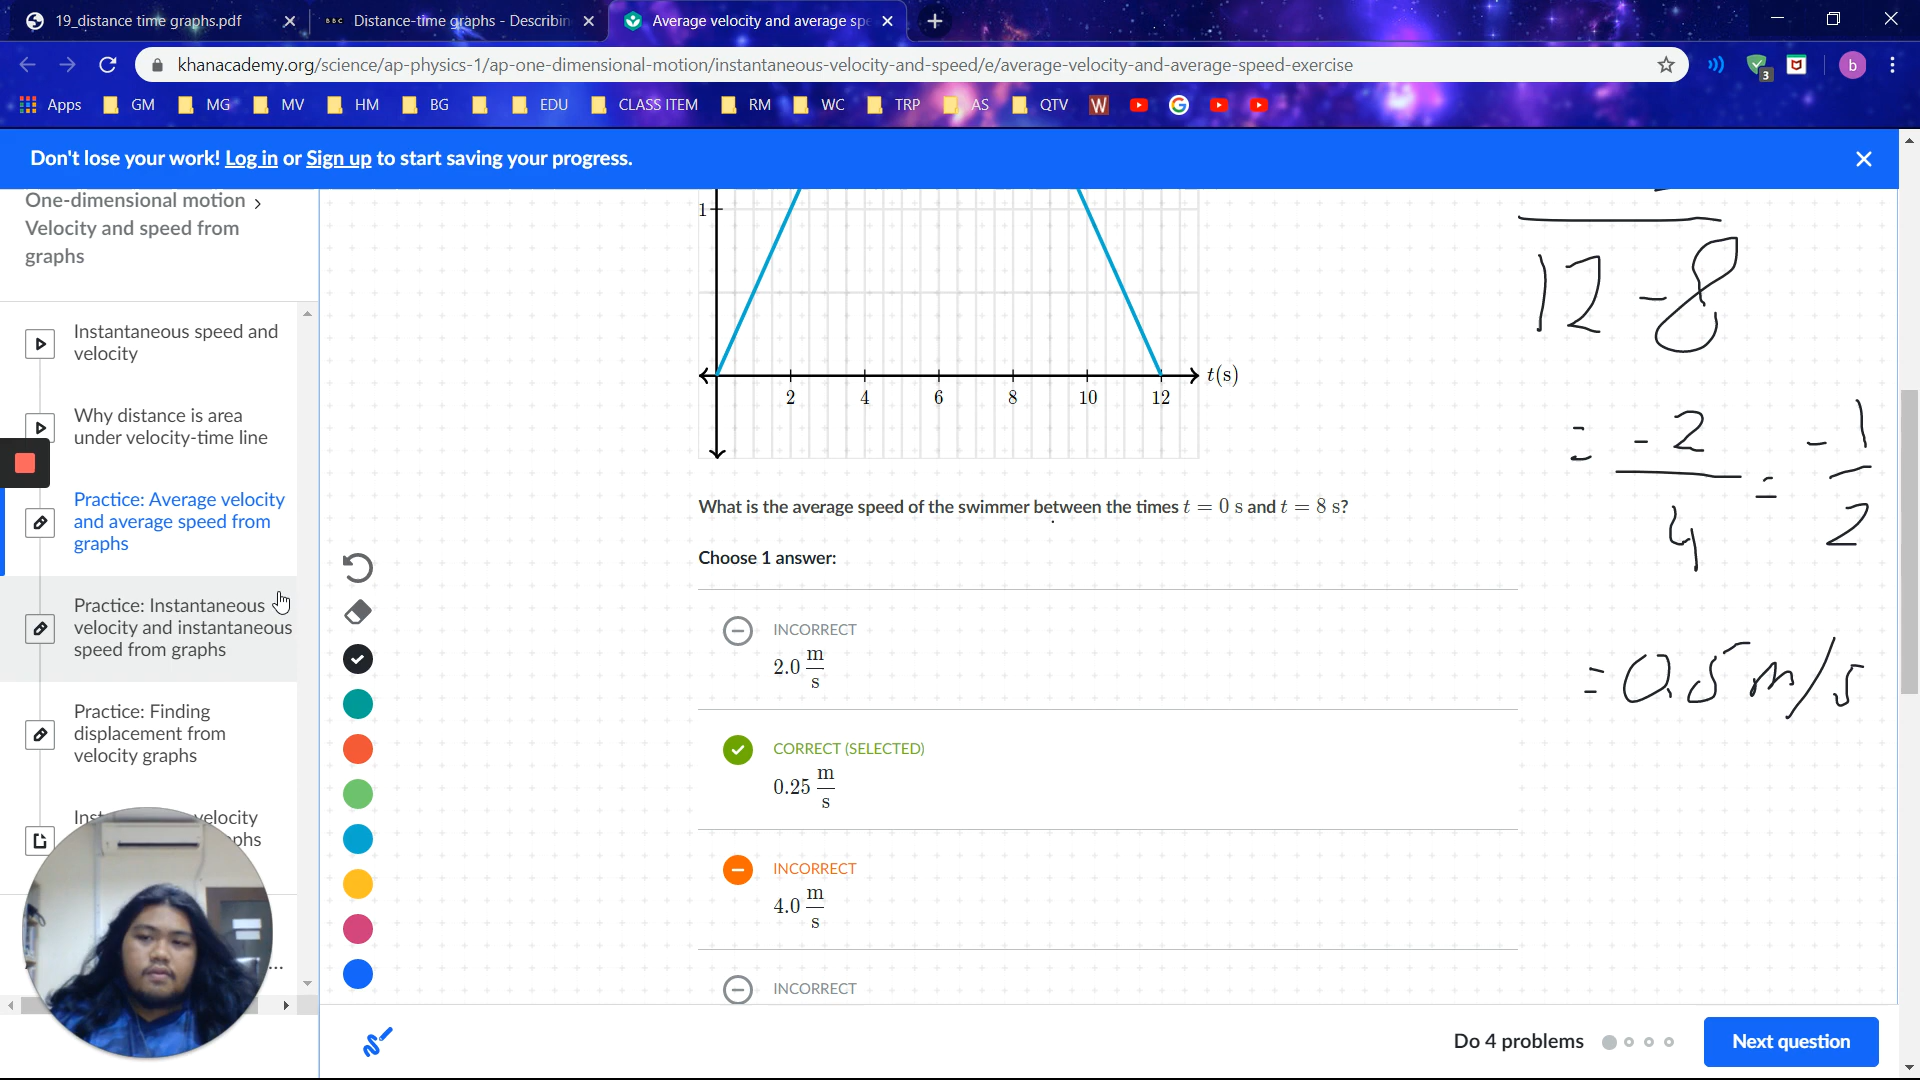 19_distance time graphs.pdf
BBC Distance-time graphs - Describin
Average velocity and average spe
khanacademy.org/science/ap-physics-1/ap-one-dimensional-motion/instantaneous-velocity-and-speed/e/average-velocity-and-average-speed-exercise
3
b
Apps GM MG MV HM BG EDU CLASS ITEM RM WC TRP AS QTV W G
Don't lose your work! Log in or Sign up to start saving your progress.
One-dimensional motion >
Velocity and speed from
graphs
Instantaneous speed and
velocity
Why distance is area
under velocity-time line
Practice: Average velocity
and average speed from
graphs
Practice: Instantaneous
velocity and instantaneous
speed from graphs
Practice: Finding
displacement from
velocity graphs
velocity
phs
...
1
t(s)
2 4 6 8 10 12
What is the average speed of the swimmer between the times t = 0 s and t = 8 s?
Choose 1 answer:
INCORRECT
2.0 m/s
CORRECT (SELECTED)
0.25 m/s
INCORRECT
4.0 m/s
INCORRECT
12-8
= -2/4 = -1/2
= 0.5 m/s
Do 4 problems
Next question